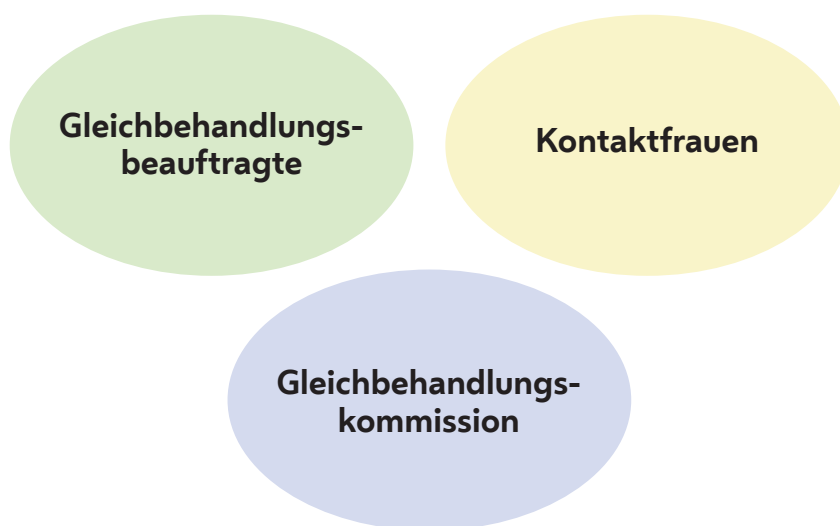 Gleichbehandlungs-
beauftragte
Kontaktfrauen
Gleichbehandlungs-
kommission